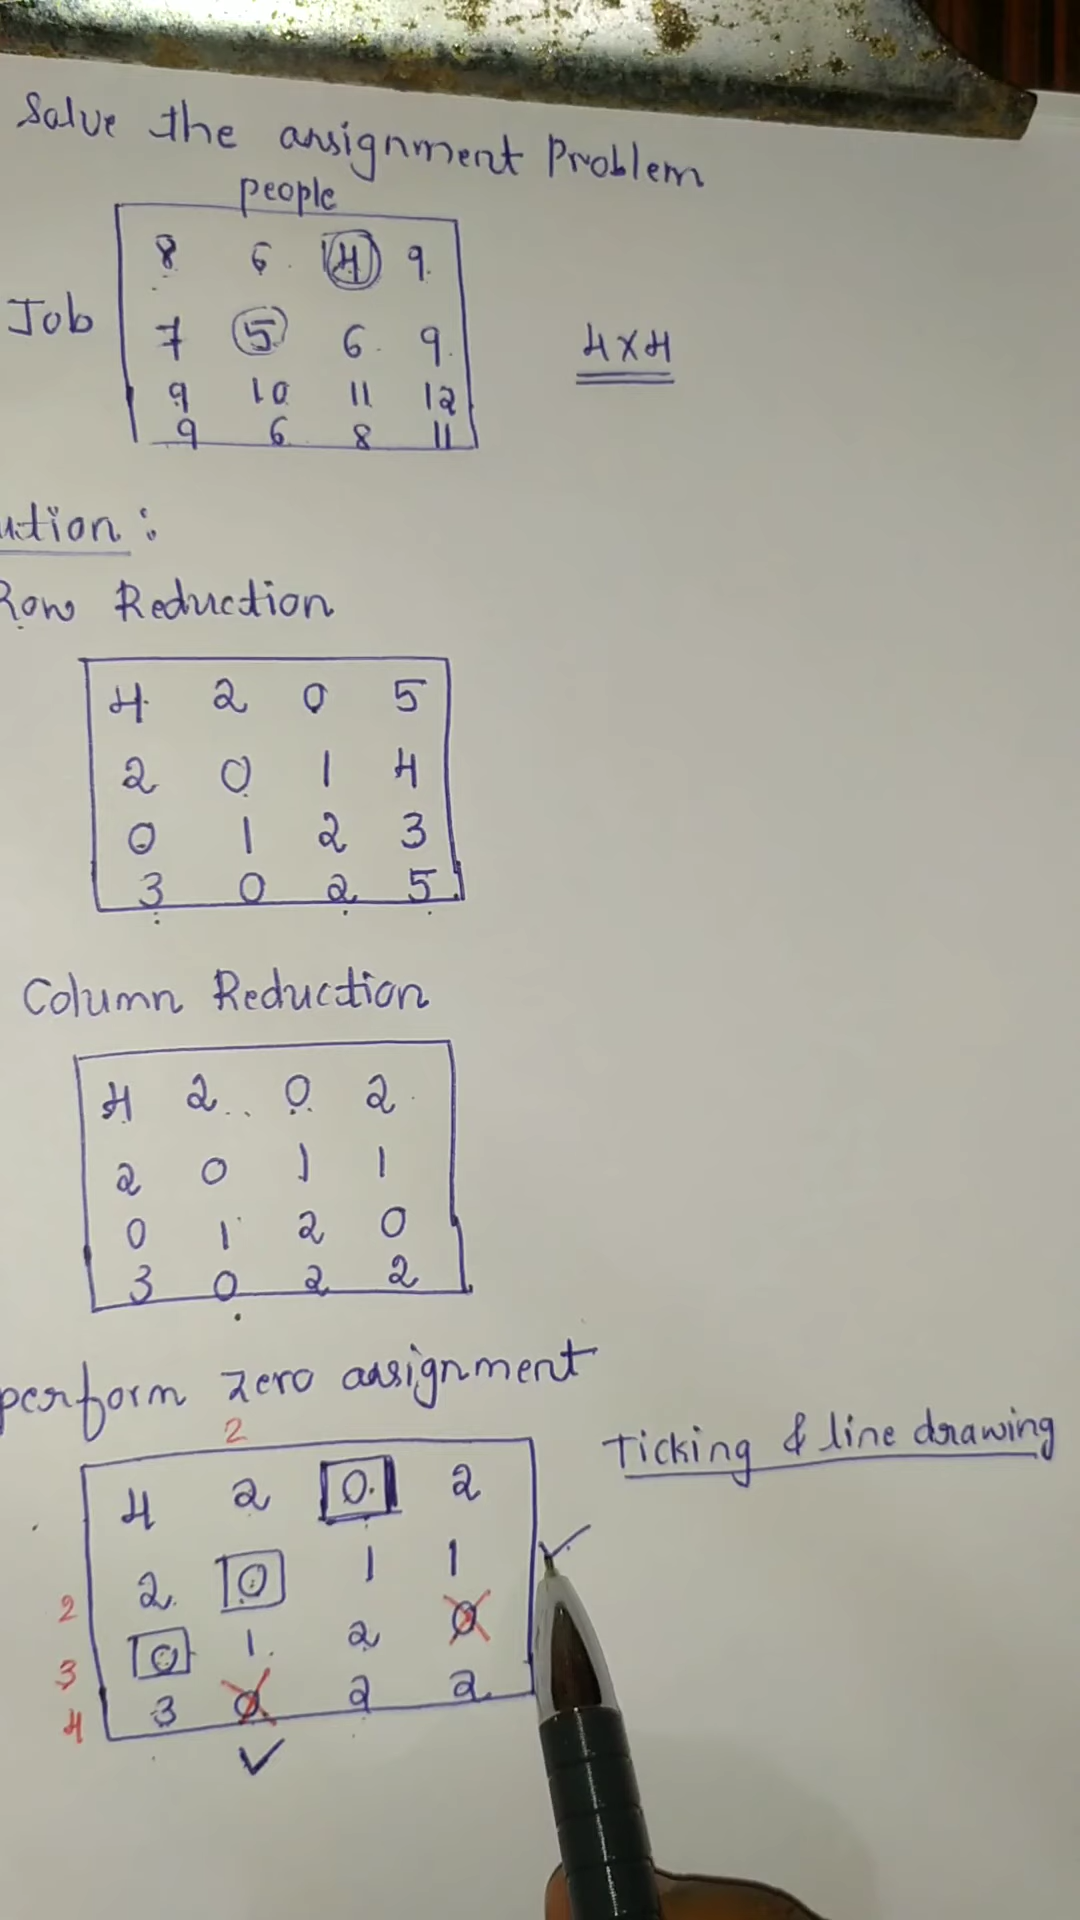 Solve the assignment Problem
people
8 6 4 9
Job
7 5 6 9
4x4
9 10 11 12
9 6 8 11
ution :
Row Reduction
4 2 0 5
2 0 1 4
0 1 2 3
3 0 2 5
Column Reduction
4 2 0 2
2 0 1 1
0 1 2 0
3 0 2 2
perform zero assignment
Ticking & line drawing
2
4 2 0 2
2 2 0 1 1
3 0 1 2 0
4 3 0 2 2